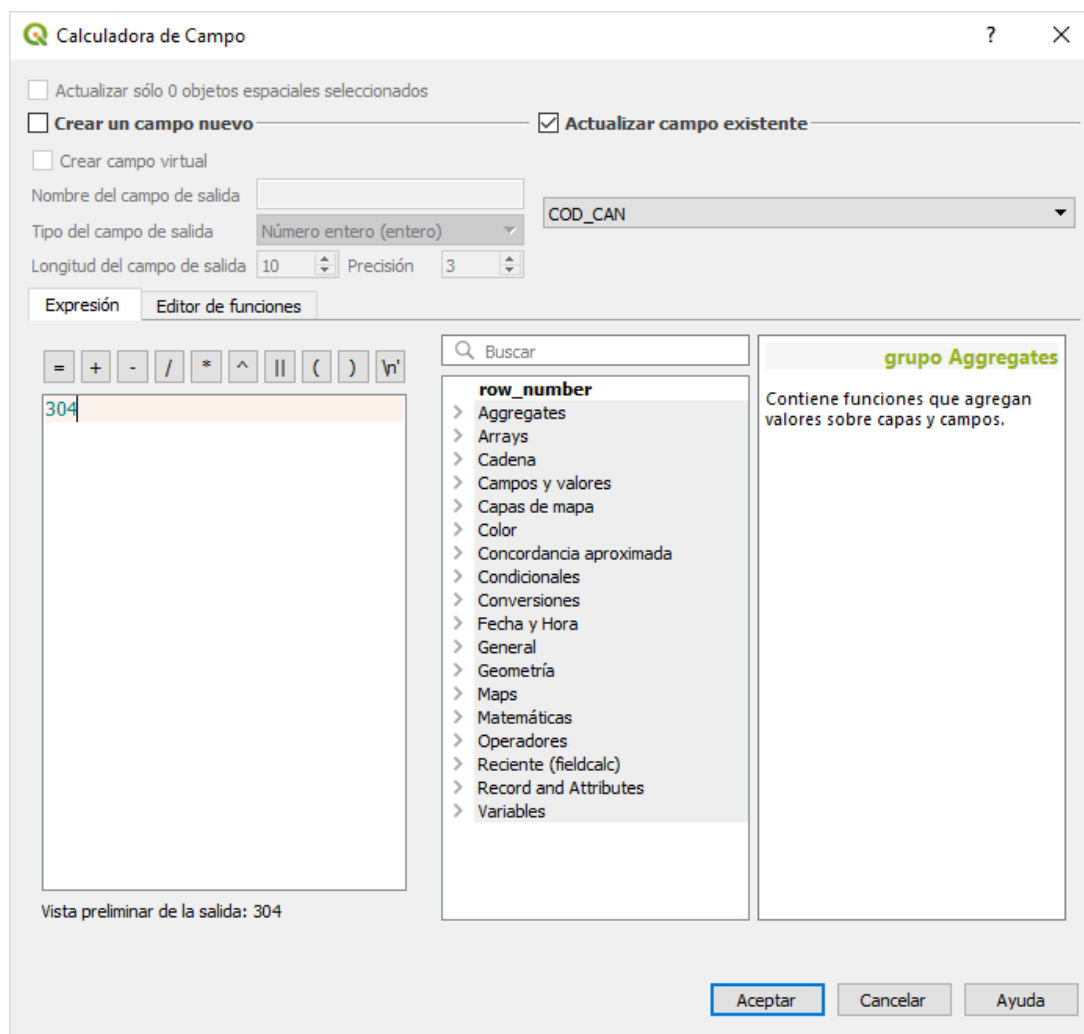 Calculadora de Campo ?
Actualizar sólo 0 objetos espaciales seleccionados
Crear un campo nuevo
Actualizar campo existente
Crear campo virtual
Nombre del campo de salida
COD_CAN
Tipo del campo de salida Número entero (entero)
Longitud del campo de salida 10 Precisión 3
Expresión Editor de funciones
= + - / * ^ || ( ) \n'
304
Vista preliminar de la salida: 304
Buscar
row_number
Aggregates
Arrays
Cadena
Campos y valores
Capas de mapa
Color
Concordancia aproximada
Condicionales
Conversiones
Fecha y Hora
General
Geometría
Maps
Matemáticas
Operadores
Reciente (fieldcalc)
Record and Attributes
Variables
grupo Aggregates
Contiene funciones que agregan
valores sobre capas y campos.
Aceptar Cancelar Ayuda